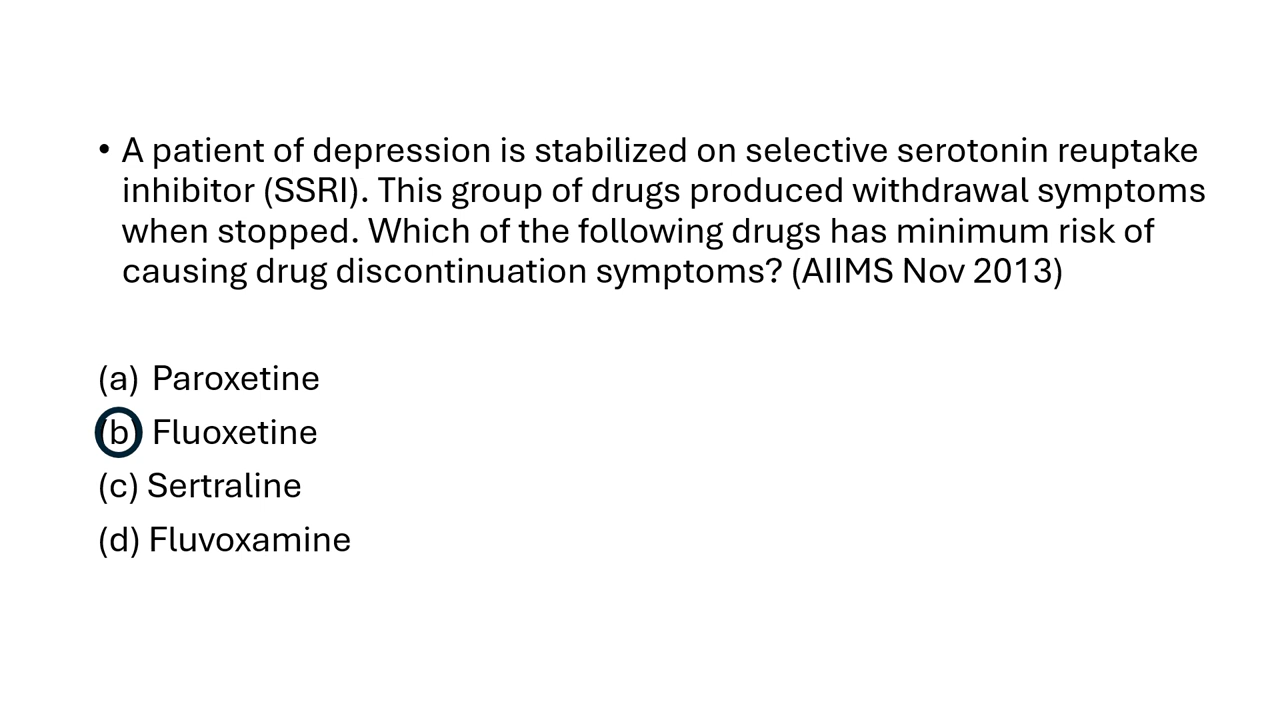 • A patient of depression is stabilized on selective serotonin reuptake
inhibitor (SSRI). This group of drugs produced withdrawal symptoms
when stopped. Which of the following drugs has minimum risk of
causing drug discontinuation symptoms? (AIIMS Nov 2013)
(a) Paroxetine
(b) Fluoxetine
(c) Sertraline
(d) Fluvoxamine